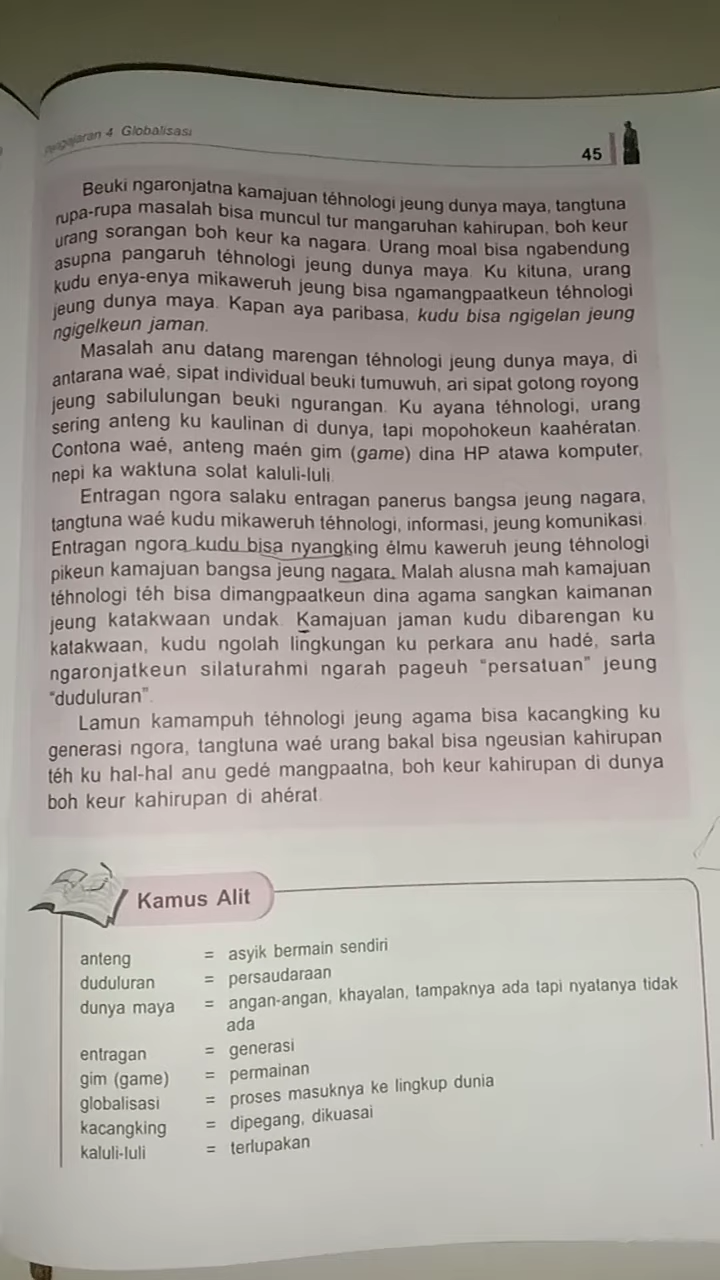 Pengajaran 4 Globalisasi
45
Beuki ngaronjatna kamajuan téhnologi jeung dunya maya, tangtuna
rupa-rupa masalah bisa muncul tur mangaruhan kahirupan, boh keur
urang sorangan boh keur ka nagara. Urang moal bisa ngabendung
asupna pangaruh téhnologi jeung dunya maya. Ku kituna, urang
kudu enya-enya mikaweruh jeung bisa ngamangpaatkeun téhnologi
jeung dunya maya. Kapan aya paribasa, kudu bisa ngigelan jeung
ngigelkeun jaman.
Masalah anu datang marengan téhnologi jeung dunya maya, di
antarana waé, sipat individual beuki tumuwuh, ari sipat gotong royong
jeung sabilulungan beuki ngurangan. Ku ayana téhnologi, urang
sering anteng ku kaulinan di dunya, tapi mopohokeun kaahératan.
Contona waé, anteng maén gim (game) dina HP atawa komputer,
nepi ka waktuna solat kaluli-luli.
Entragan ngora salaku entragan panerus bangsa jeung nagara,
tangtuna waé kudu mikaweruh téhnologi, informasi, jeung komunikasi.
Entragan ngora kudu bisa nyangking élmu kaweruh jeung téhnologi
pikeun kamajuan bangsa jeung nagara. Malah alusna mah kamajuan
téhnologi téh bisa dimangpaatkeun dina agama sangkan kaimanan
jeung katakwaan undak. Kamajuan jaman kudu dibarengan ku
katakwaan, kudu ngolah lingkungan ku perkara anu hadé, sarta
ngaronjatkeun silaturahmi ngarah pageuh “persatuan” jeung
“duduluran”.
Lamun kamampuh téhnologi jeung agama bisa kacangking ku
generasi ngora, tangtuna waé urang bakal bisa ngeusian kahirupan
téh ku hal-hal anu gedé mangpaatna, boh keur kahirupan di dunya
boh keur kahirupan di ahérat.
Kamus Alit
anteng = asyik bermain sendiri
duduluran = persaudaraan
dunya maya = angan-angan, khayalan, tampaknya ada tapi nyatanya tidak
ada
entragan = generasi
gim (game) = permainan
globalisasi = proses masuknya ke lingkup dunia
kacangking = dipegang, dikuasai
kaluli-luli = terlupakan